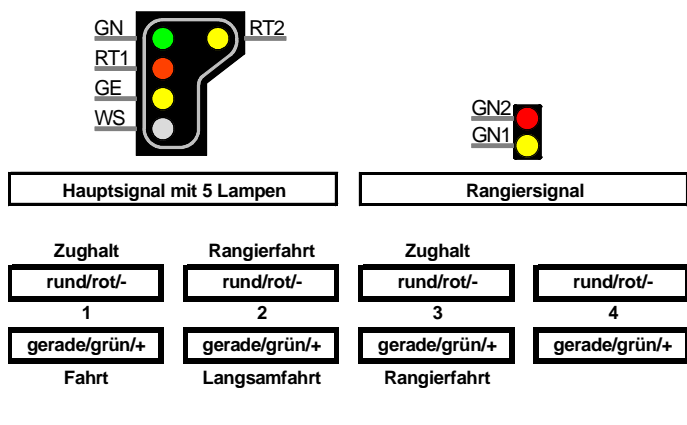 GN
RT2
RT1
GE
WS
GN2
GN1
Hauptsignal mit 5 Lampen
Rangiersignal
Zughalt
Rangierfahrt
Zughalt
rund/rot/-
rund/rot/-
rund/rot/-
rund/rot/-
1
2
3
4
gerade/grün/+
gerade/grün/+
gerade/grün/+
gerade/grün/+
Fahrt
Langsamfahrt
Rangierfahrt